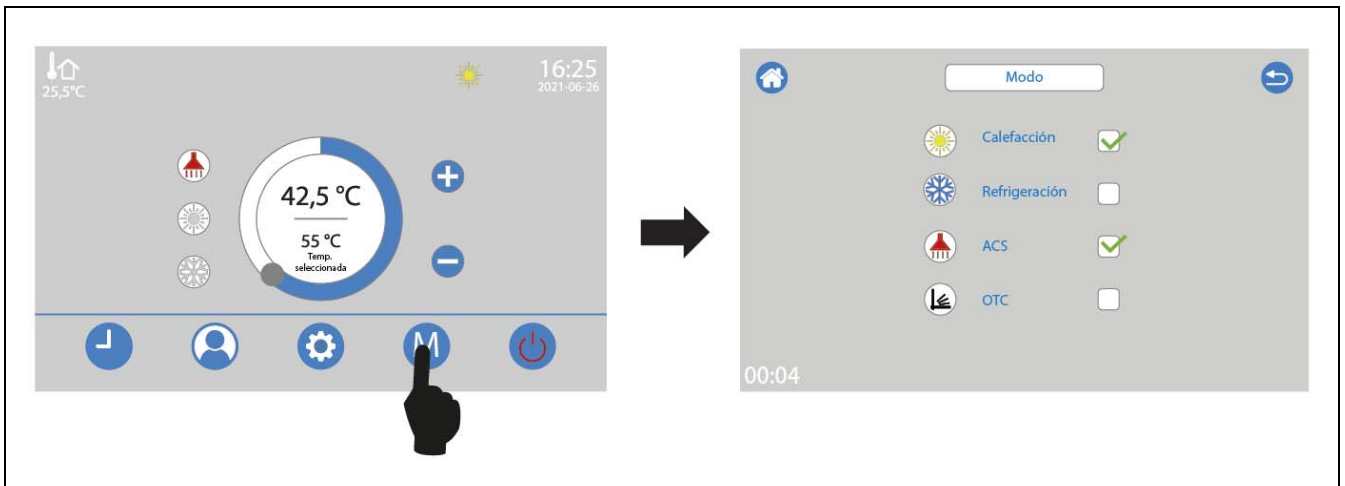 25,5°C
16:25
2021-06-26
42,5 °C
55 °C
Temp.
seleccionada
M
Modo
Calefacción
Refrigeración
ACS
OTC
00:04